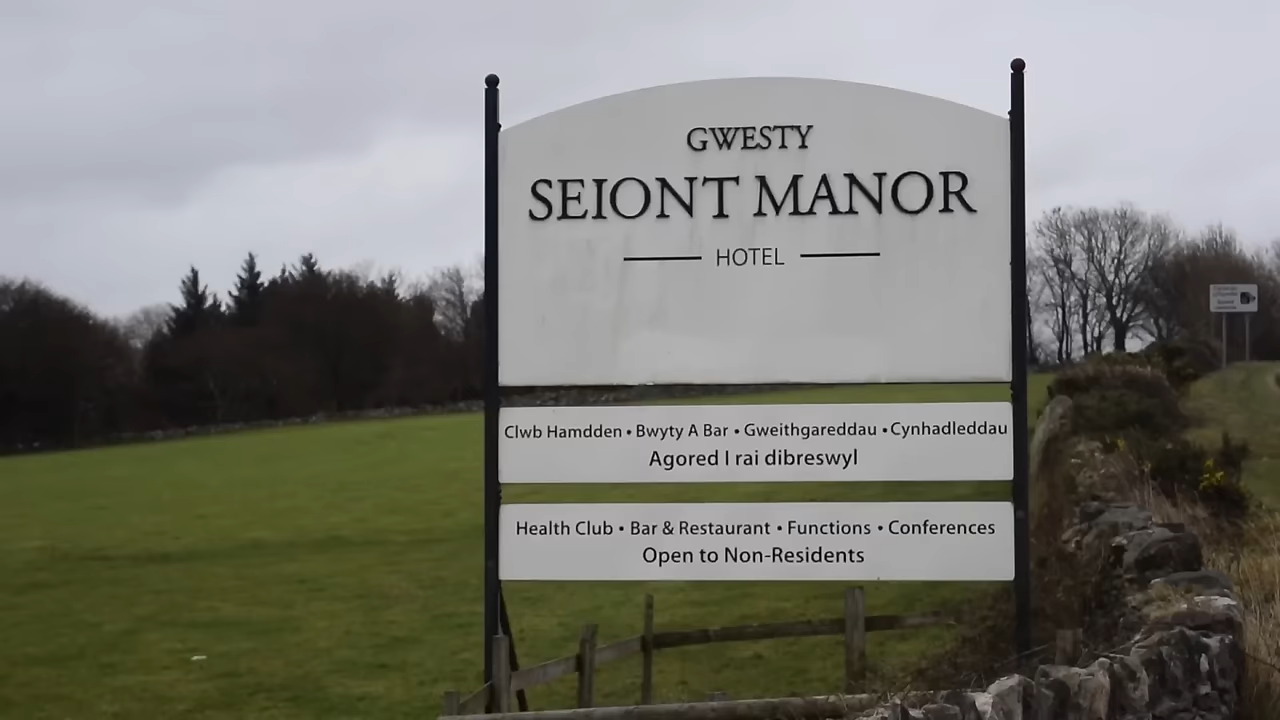 GWESTY
SEIONT MANOR
HOTEL
Clwb Hamdden • Bwyty A Bar • Gweithgareddau • Cynhadleddau
Agored I rai dibreswyl
Health Club • Bar & Restaurant • Functions • Conferences
Open to Non-Residents